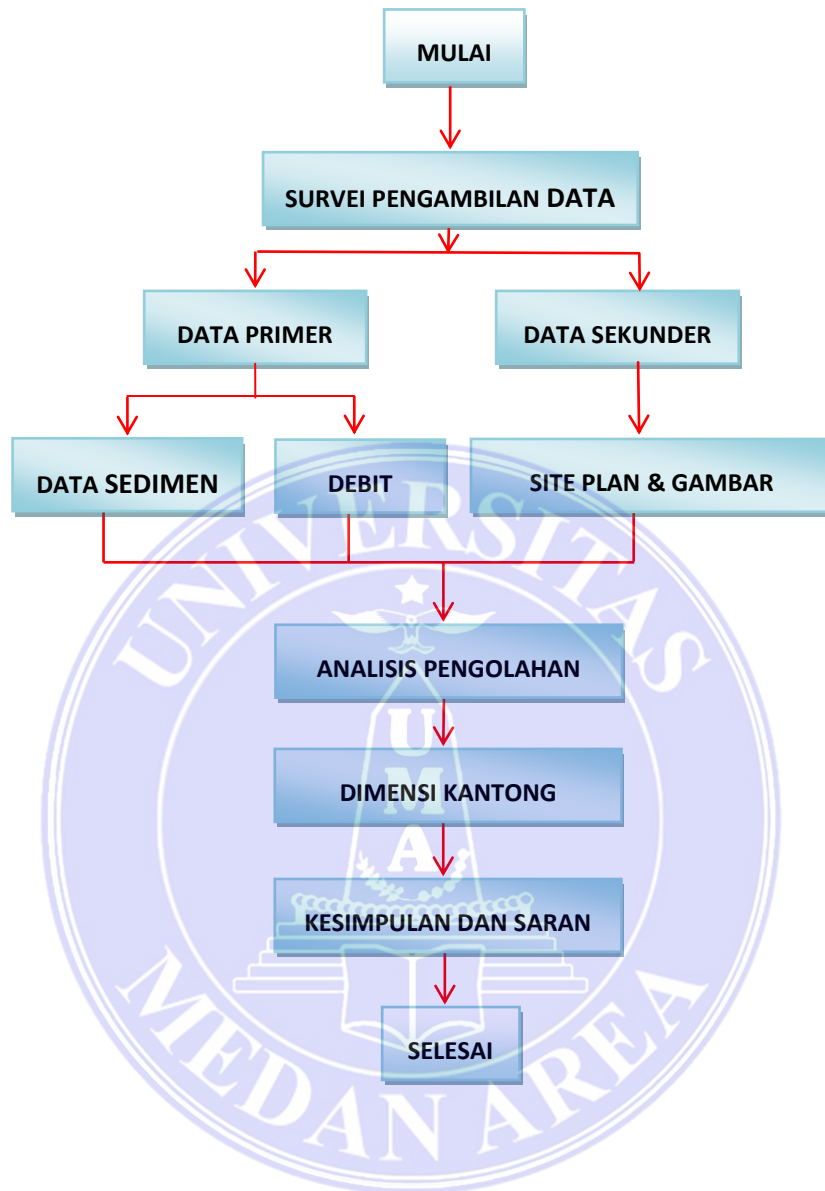 MULAI
SURVEI PENGAMBILAN DATA
DATA PRIMER
DATA SEKUNDER
DATA SEDIMEN
DEBIT
SITE PLAN & GAMBAR
ANALISIS PENGOLAHAN
DIMENSI KANTONG
KESIMPULAN DAN SARAN
SELESAI
UNIVERSITAS
U
M
A
MEDAN AREA